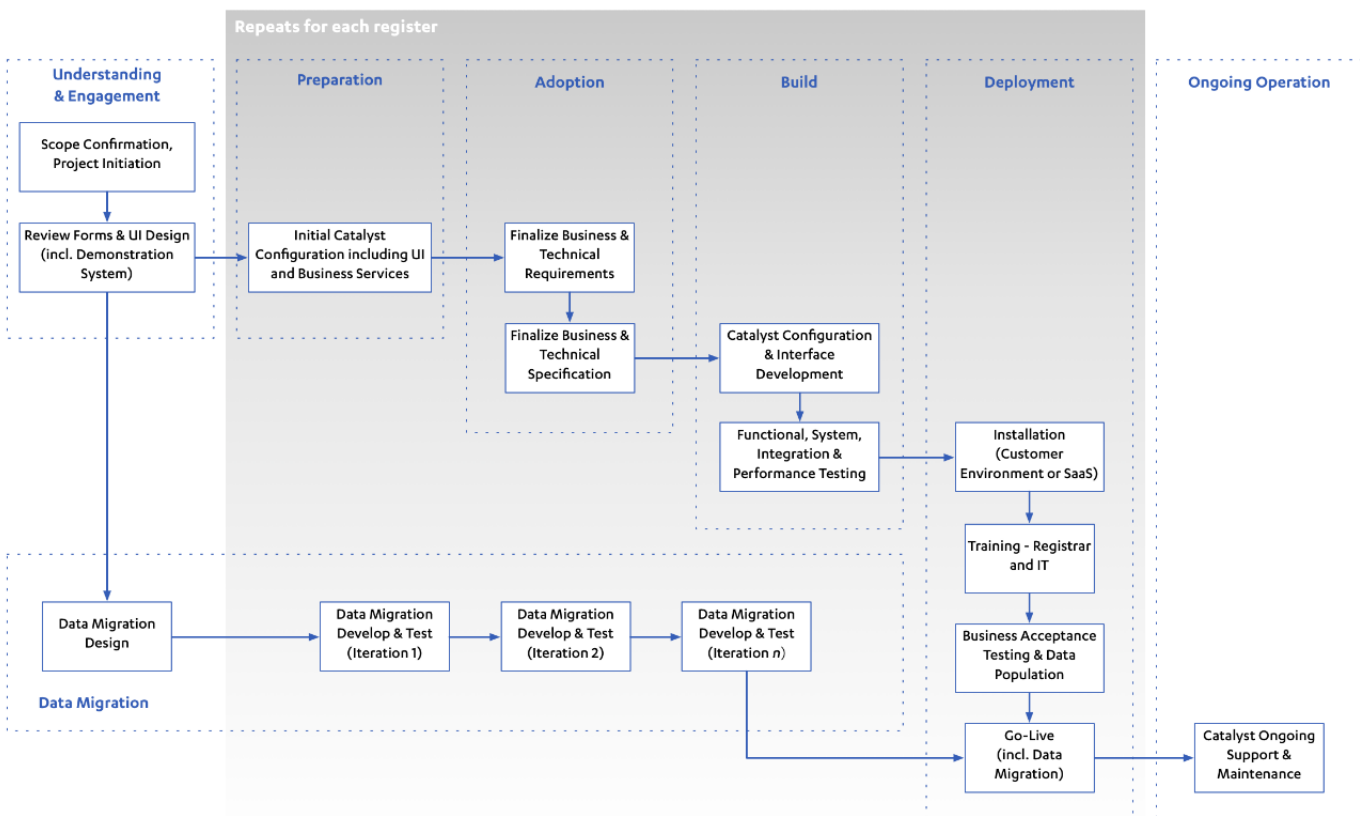 Repeats for each register
Understanding
& Engagement
Scope Confirmation,
Project Initiation
Review Forms & UI Design
(incl. Demonstration
System)
Preparation
Initial Catalyst
Configuration including UI
and Business Services
Adoption
Finalize Business &
Technical
Requirements
Finalize Business &
Technical
Specification
Build
Catalyst Configuration
& Interface
Development
Functional, System,
Integration &
Performance Testing
Deployment
Installation
(Customer
Environment or SaaS)
Training - Registrar
and IT
Business Acceptance
Testing & Data
Population
Go-Live
(incl. Data
Migration)
Ongoing Operation
Catalyst Ongoing
Support &
Maintenance
Data Migration
Design
Data Migration
Develop & Test
(Iteration 1)
Data Migration
Develop & Test
(Iteration 2)
Data Migration
Develop & Test
(Iteration n)
Data Migration